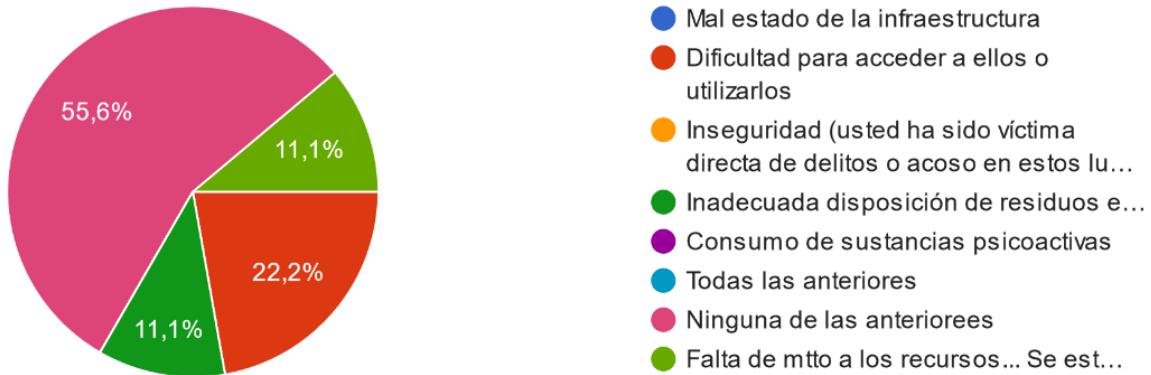 55,6%
11,1%
22,2%
11,1%
Mal estado de la infraestructura
Dificultad para acceder a ellos o
utilizarlos
Inseguridad (usted ha sido víctima
directa de delitos o acoso en estos lu…
Inadecuada disposición de residuos e…
Consumo de sustancias psicoactivas
Todas las anteriores
Ninguna de las anteriorees
Falta de mtto a los recursos... Se est…